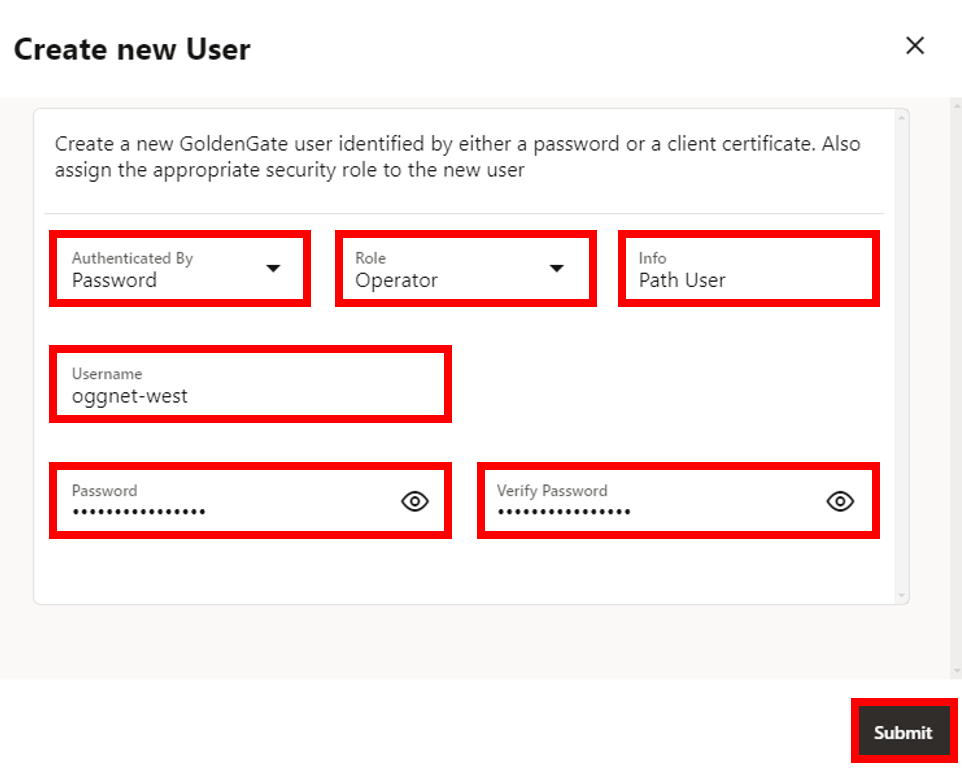 Create new User
Create a new GoldenGate user identified by either a password or a client certificate. Also
assign the appropriate security role to the new user
Authenticated By
Password
Role
Operator
Info
Path User
Username
oggnet-west
Password
••••••••••••••••
Verify Password
••••••••••••••••
Submit